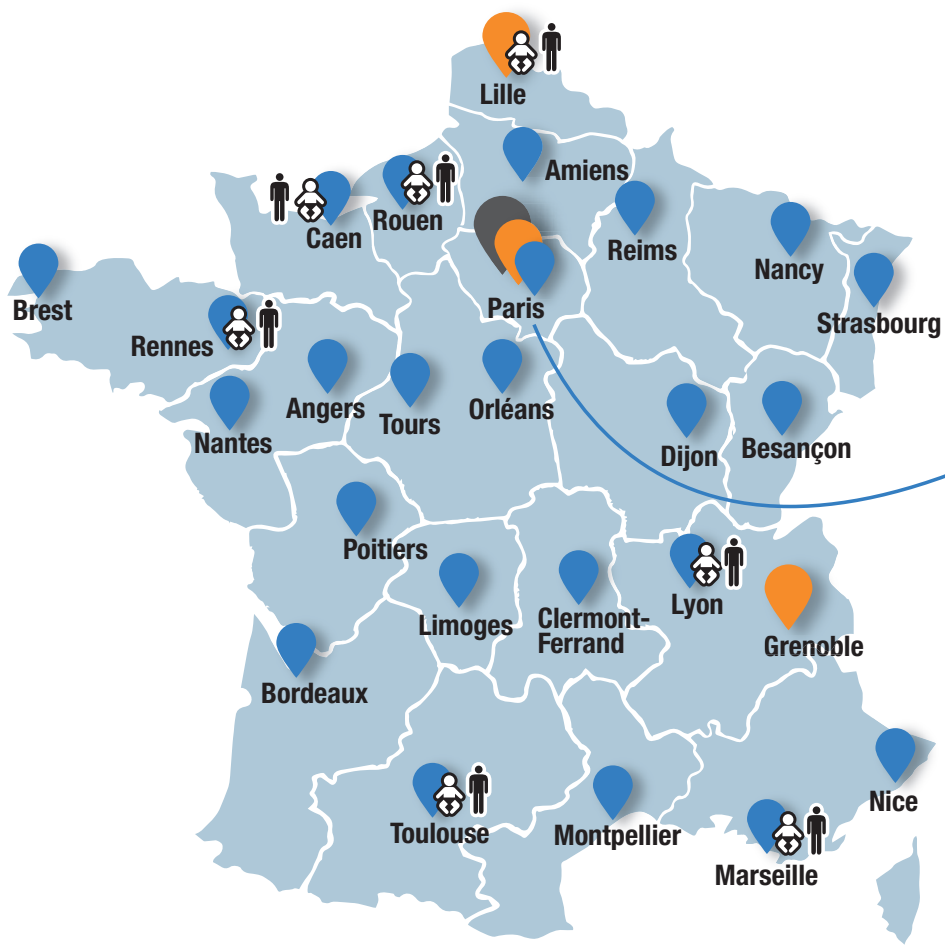 Lille
Amiens
Rouen
Caen
Reims
Nancy
Paris
Brest
Strasbourg
Rennes
Angers
Orléans
Tours
Nantes
Dijon
Besançon
Poitiers
Lyon
Limoges
Clermont-
Ferrand
Grenoble
Bordeaux
Nice
Toulouse
Montpellier
Marseille